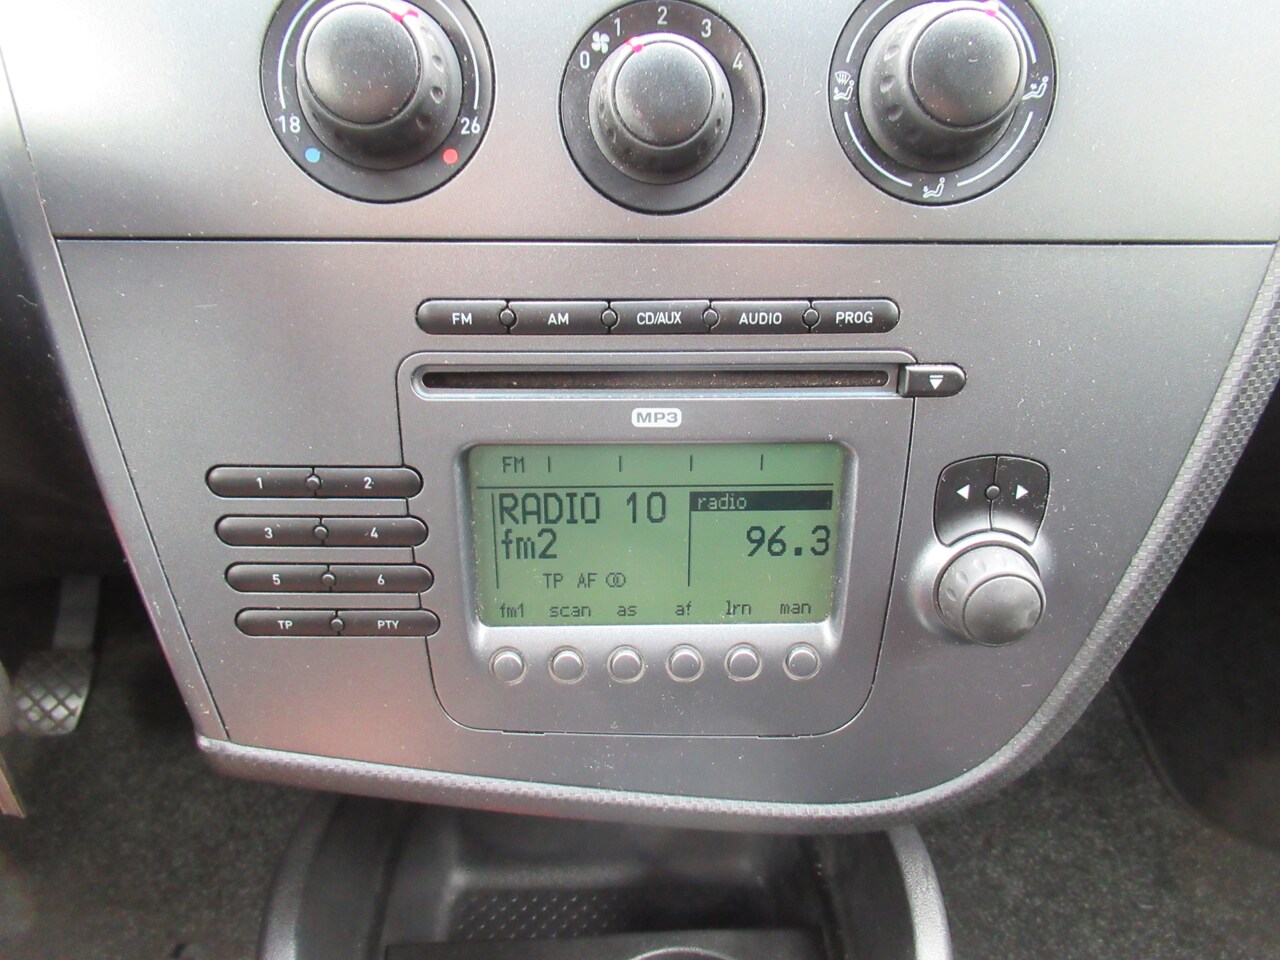 18 26
0 1 2 3 4
FM AM CD/AUX AUDIO PROG
MP3
1 2
3 4
5 6
TP PTY
FM
RADIO 10 radio
fm2 96.3
TP AF
fm1 scan as af lrn man